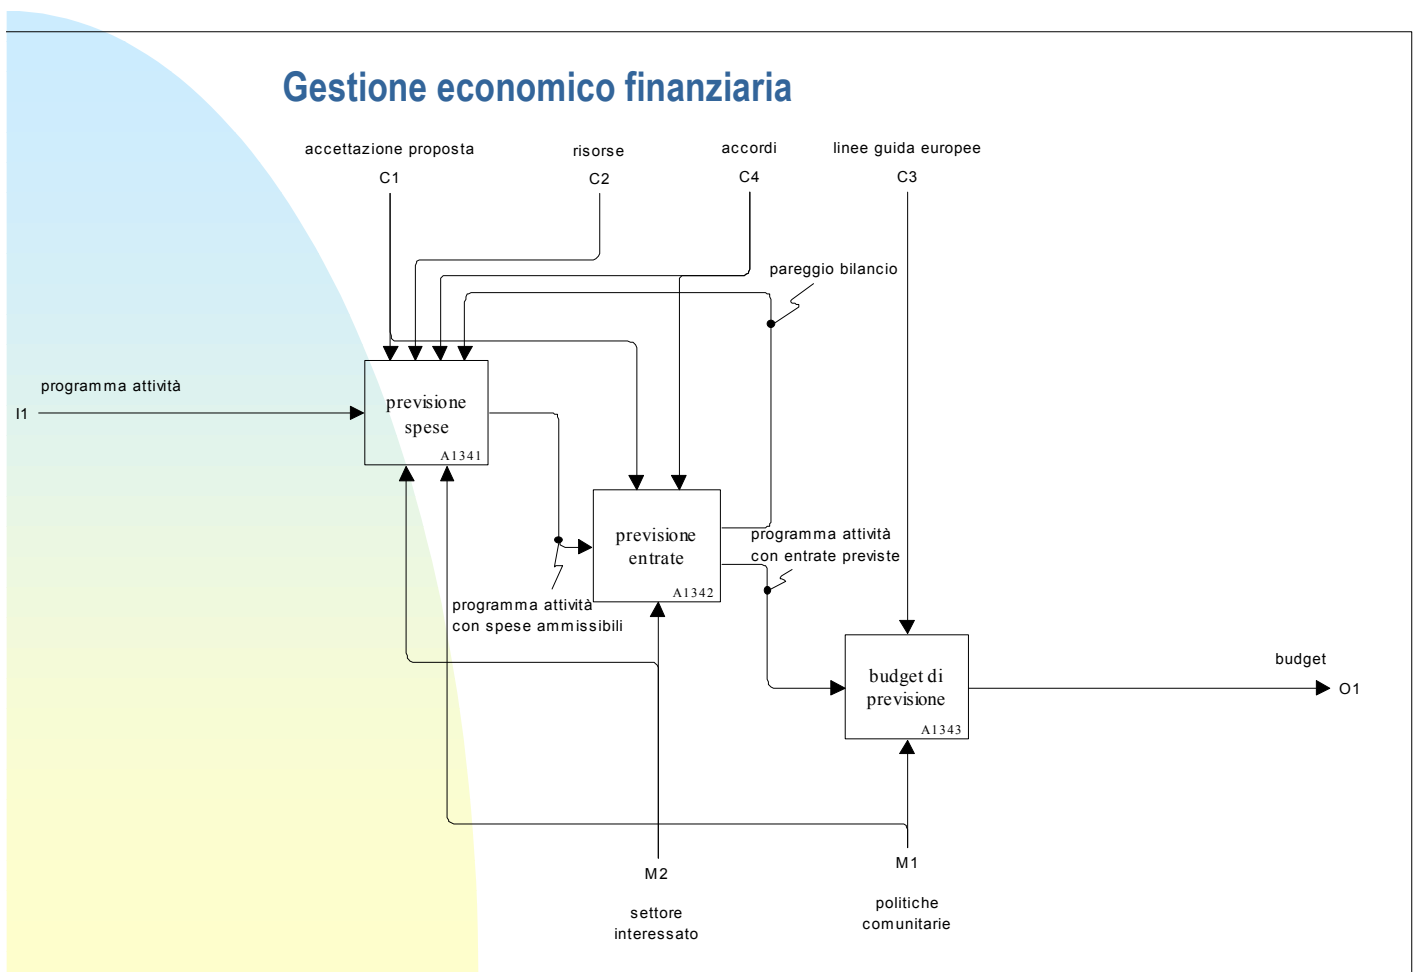 Gestione economico finanziaria
accettazione proposta
risorse
accordi
linee guida europee
C1
C2
C4
C3
pareggio bilancio
programma attività
I1
previsione
spese
A1341
previsione
entrate
A1342
programma attività
con entrate previste
programma attività
con spese ammissibili
budget di
previsione
A1343
budget
O1
M2
settore
interessato
M1
politiche
comunitarie